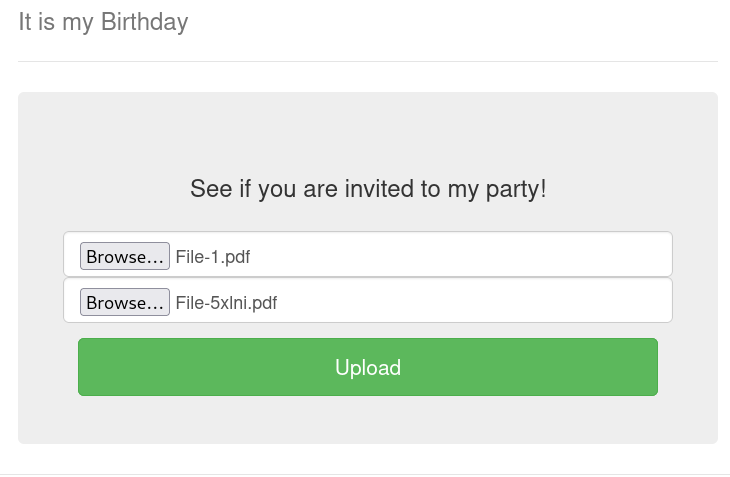 It is my Birthday
See if you are invited to my party!
Browse... File-1.pdf
Browse... File-5xlni.pdf
Upload